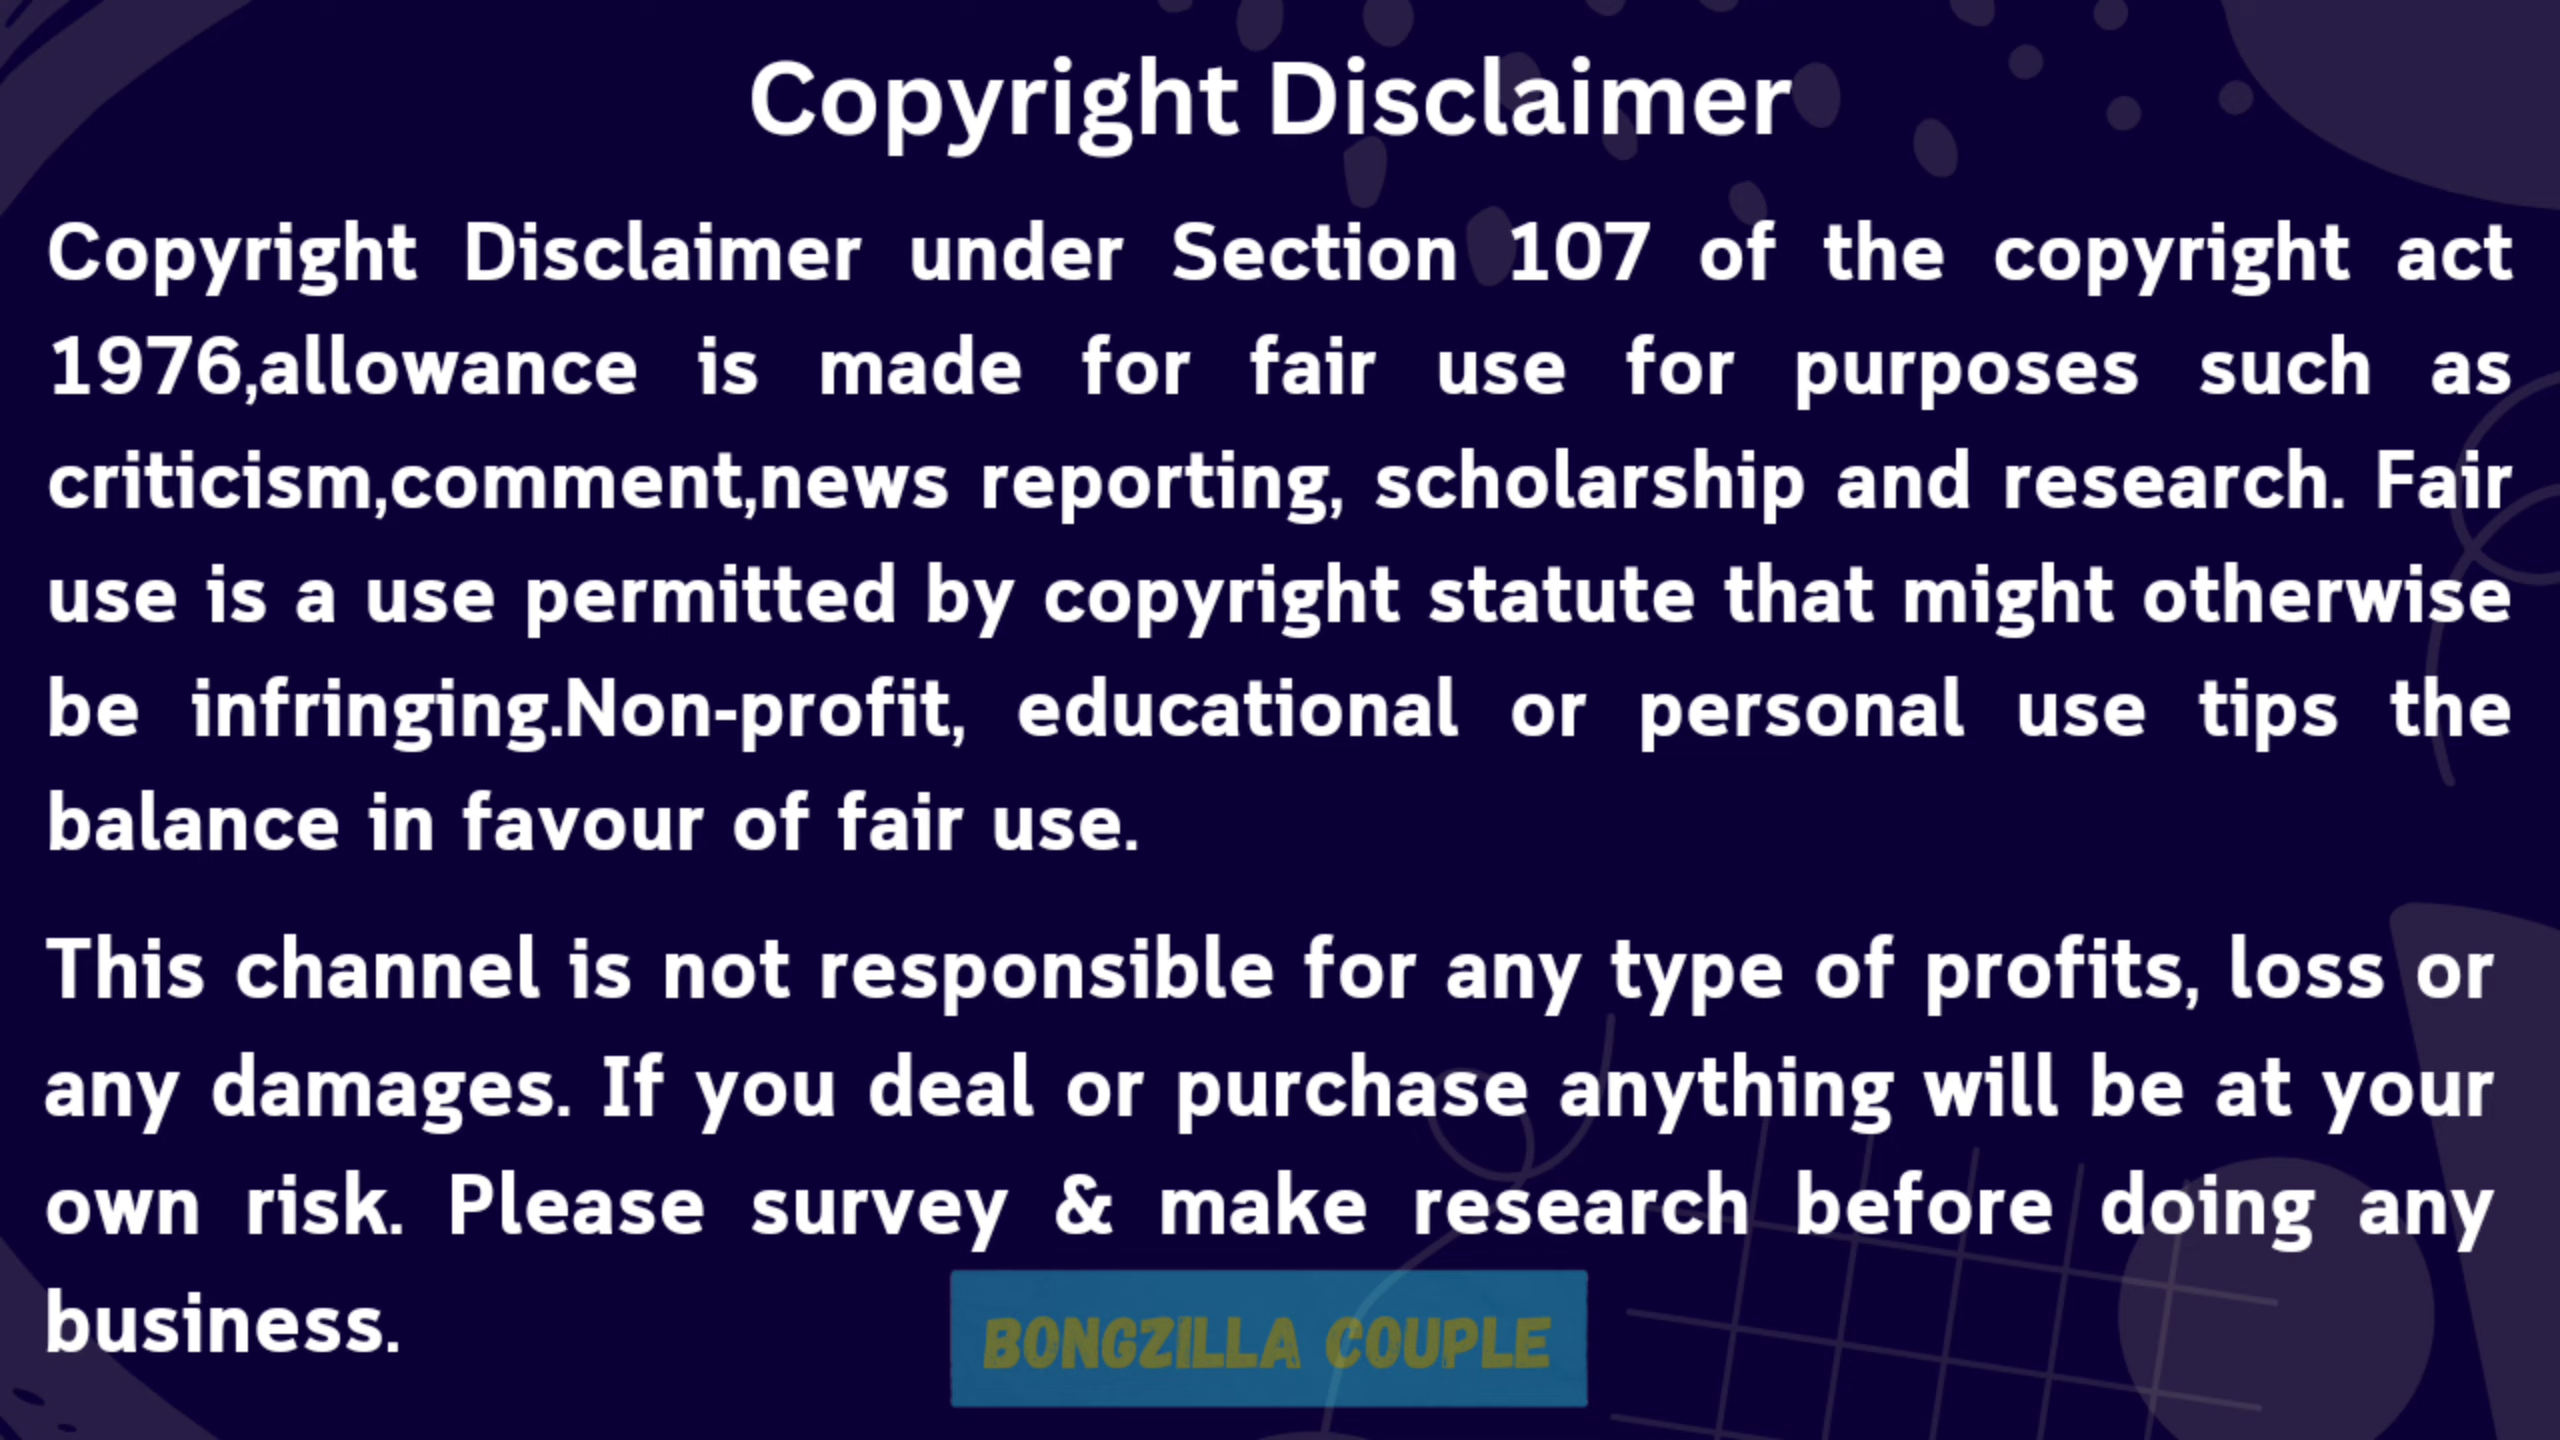 Copyright Disclaimer
Copyright Disclaimer under Section 107 of the copyright act
1976,allowance is made for fair use for purposes such as
criticism,comment,news reporting, scholarship and research. Fair
use is a use permitted by copyright statute that might otherwise
be infringing.Non-profit, educational or personal use tips the
balance in favour of fair use.
This channel is not responsible for any type of profits, loss or
any damages. If you deal or purchase anything will be at your
own risk. Please survey & make research before doing any
business.
BONGZILLA COUPLE